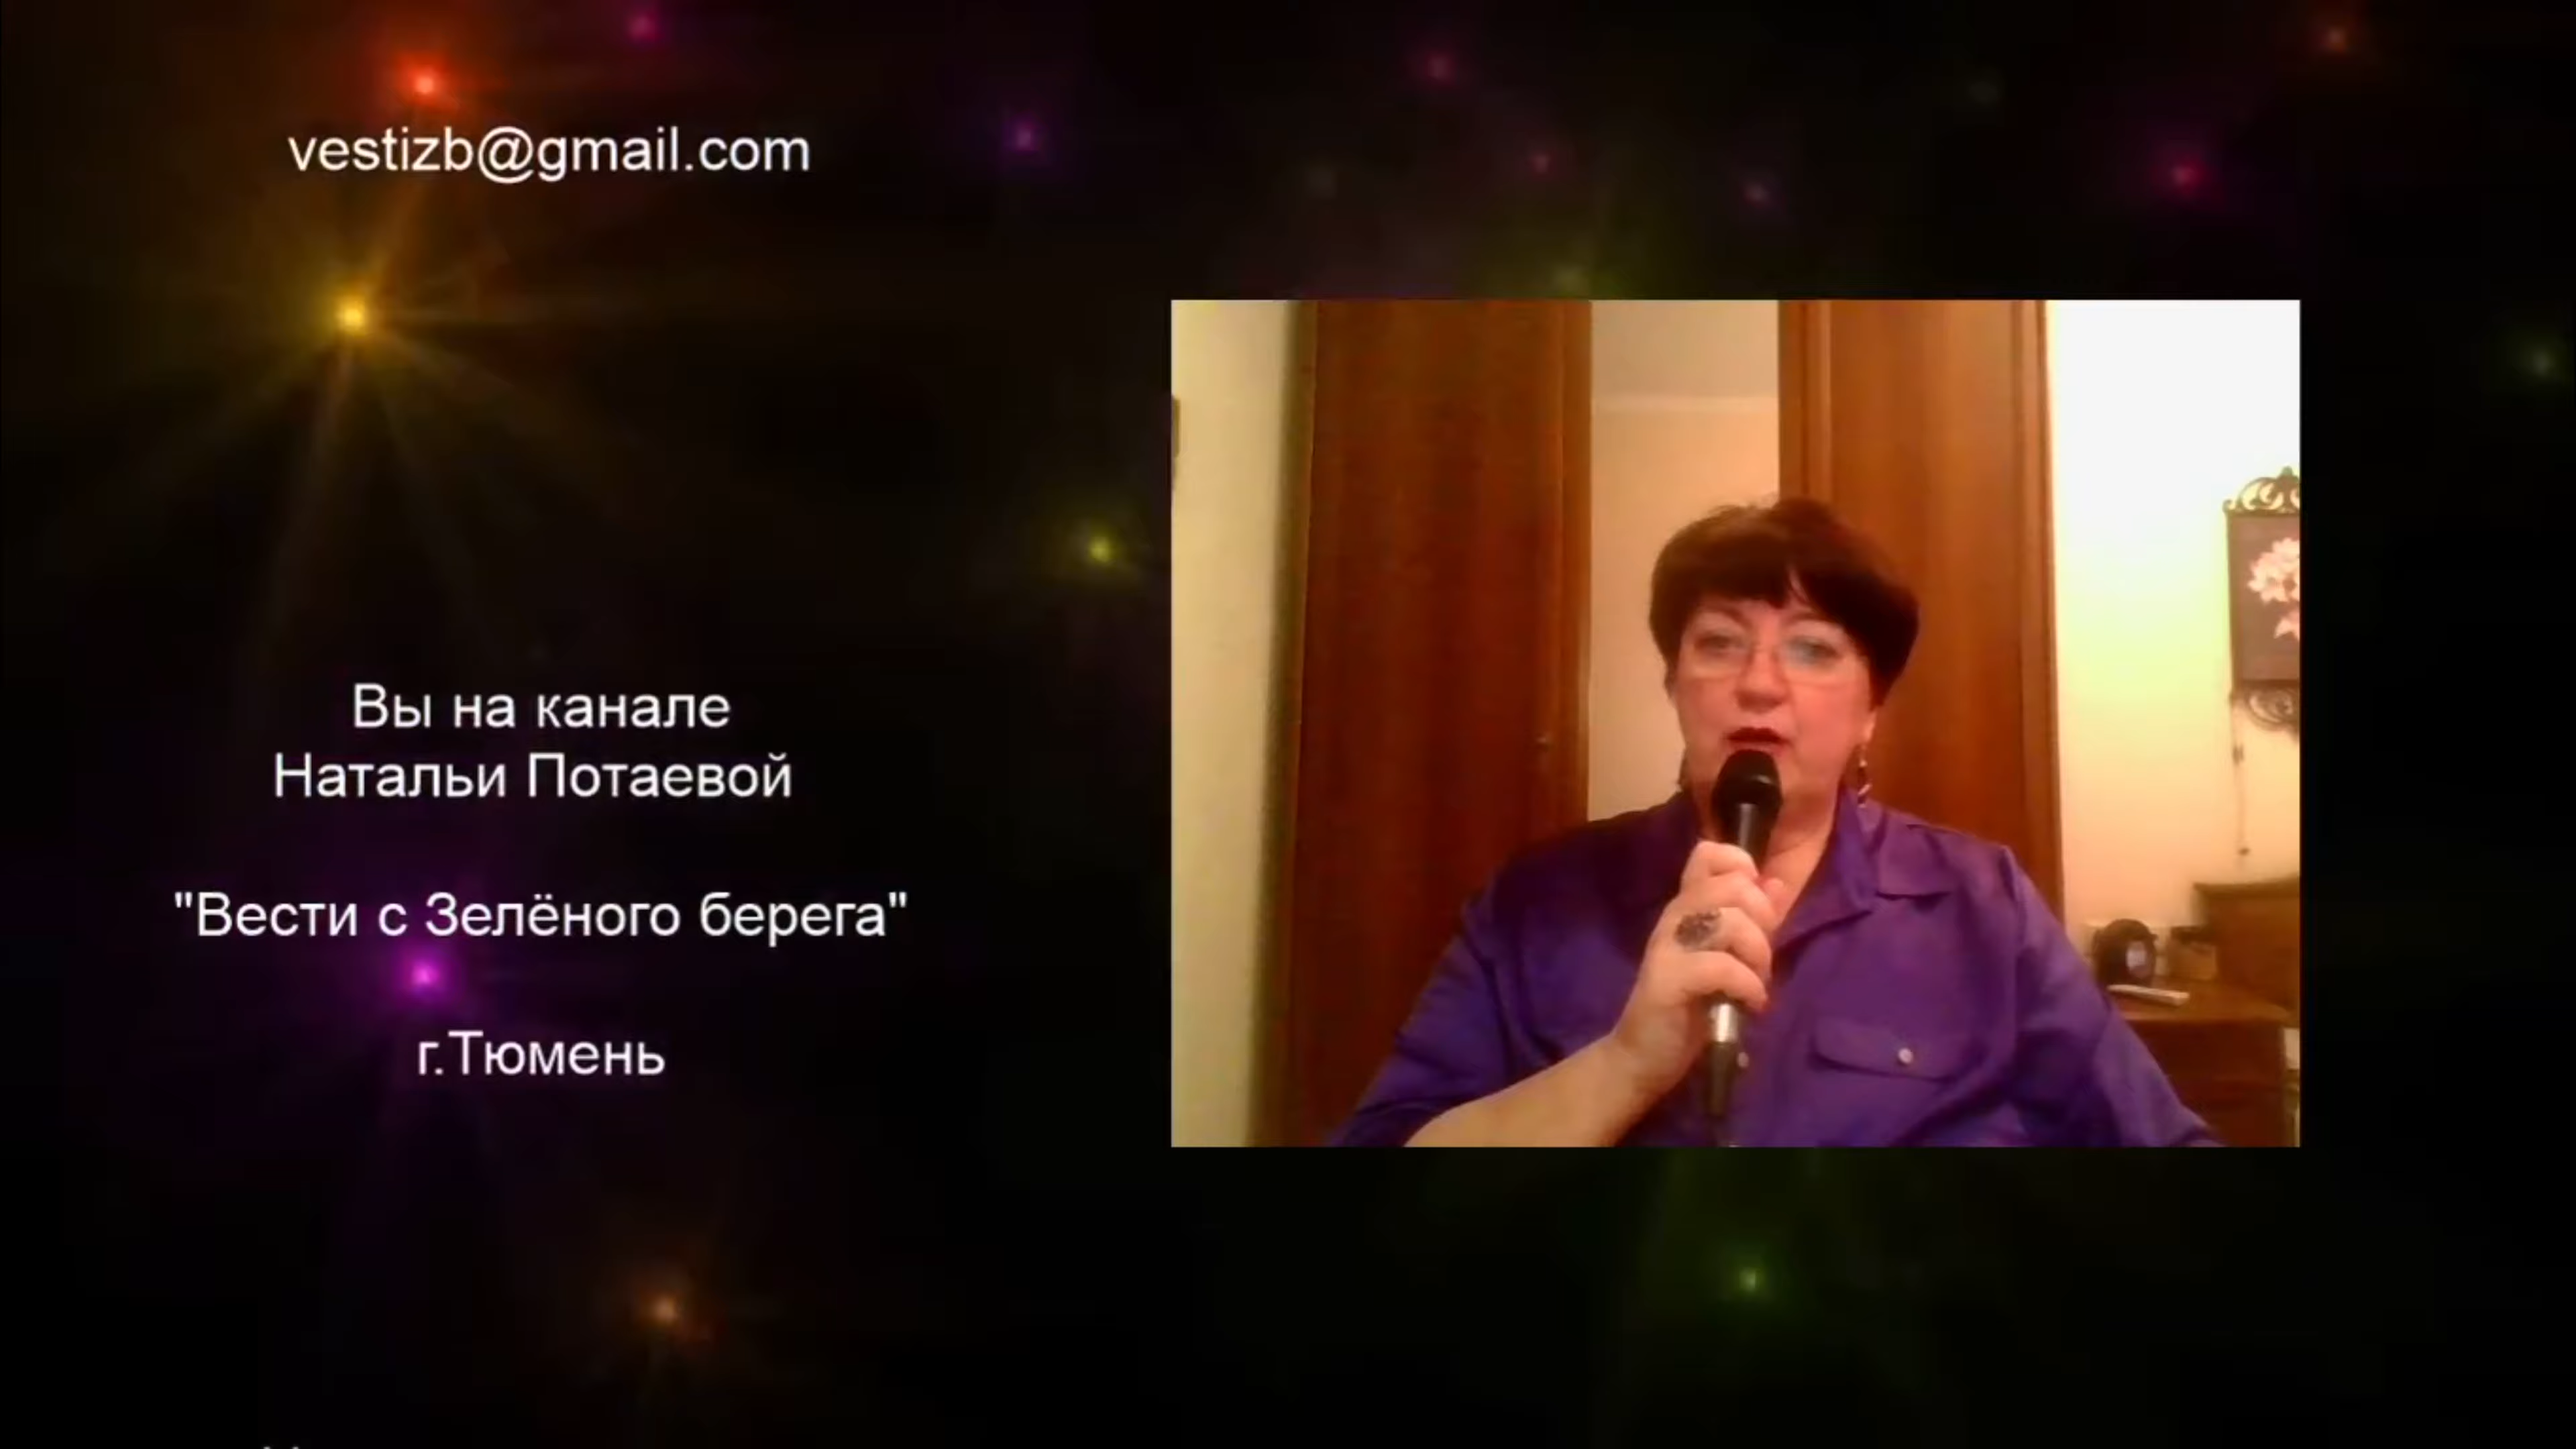 vestizb@gmail.com
Вы на канале
Натальи Потаевой
"Вести с Зелёного берега"
г.Тюмень